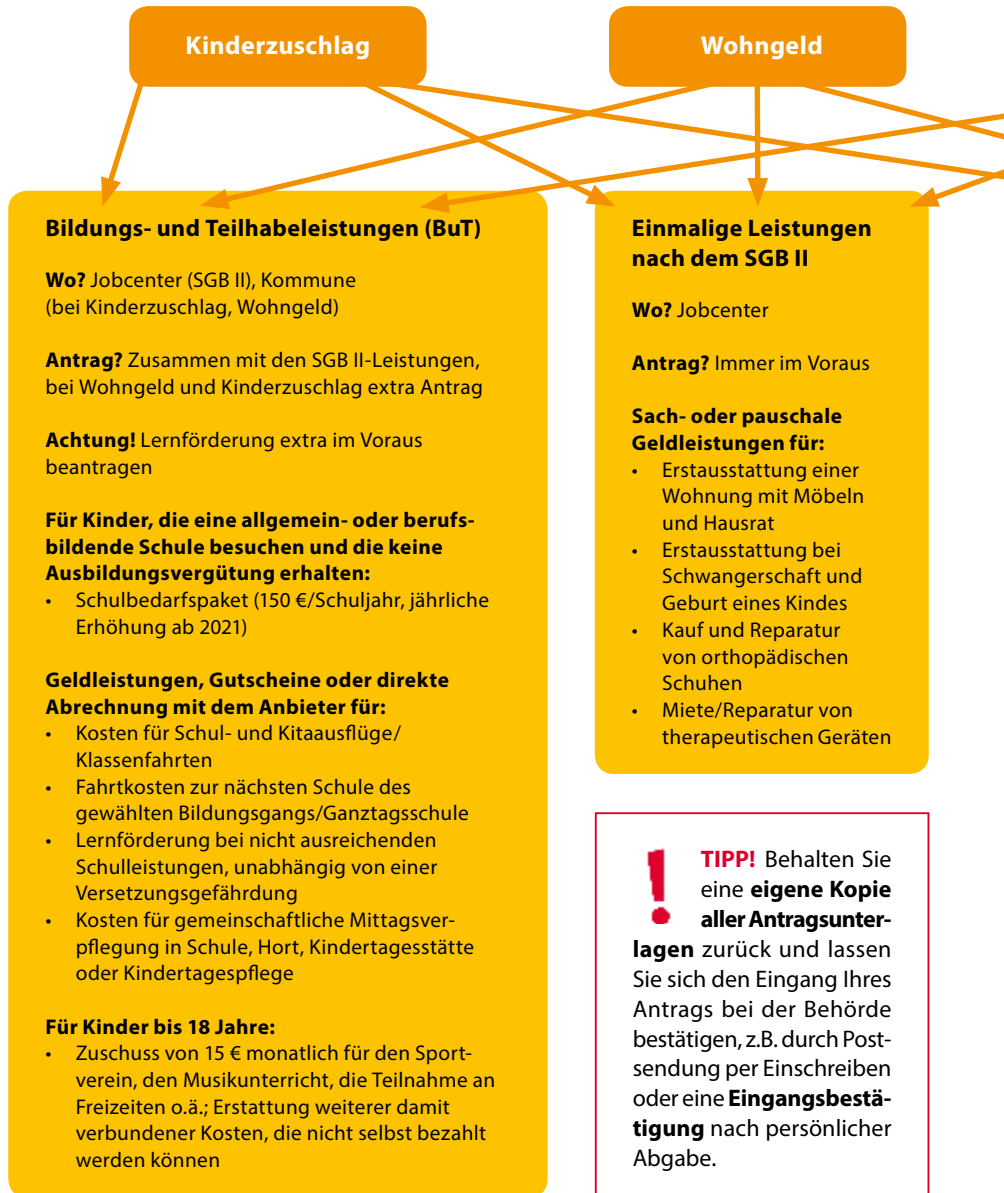 Kinderzuschlag
Wohngeld
Bildungs- und Teilhabeleistungen (BuT)
Wo? Jobcenter (SGB II), Kommune
(bei Kinderzuschlag, Wohngeld)
Antrag? Zusammen mit den SGB II-Leistungen,
bei Wohngeld und Kinderzuschlag extra Antrag
Achtung! Lernförderung extra im Voraus
beantragen
Für Kinder, die eine allgemein- oder berufs-
bildende Schule besuchen und die keine
Ausbildungsvergütung erhalten:
• Schulbedarfspaket (150 €/Schuljahr, jährliche
Erhöhung ab 2021)
Geldleistungen, Gutscheine oder direkte
Abrechnung mit dem Anbieter für:
• Kosten für Schul- und Kitaausflüge/
Klassenfahrten
• Fahrtkosten zur nächsten Schule des
gewählten Bildungsgangs/Ganztagsschule
• Lernförderung bei nicht ausreichenden
Schulleistungen, unabhängig von einer
Versetzungsgefährdung
• Kosten für gemeinschaftliche Mittagsver-
pflegung in Schule, Hort, Kindertagesstätte
oder Kindertagespflege
Für Kinder bis 18 Jahre:
• Zuschuss von 15 € monatlich für den Sport-
verein, den Musikunterricht, die Teilnahme an
Freizeiten o.ä.; Erstattung weiterer damit
verbundener Kosten, die nicht selbst bezahlt
werden können
Einmalige Leistungen
nach dem SGB II
Wo? Jobcenter
Antrag? Immer im Voraus
Sach- oder pauschale
Geldleistungen für:
• Erstausstattung einer
Wohnung mit Möbeln
und Hausrat
• Erstausstattung bei
Schwangerschaft und
Geburt eines Kindes
• Kauf und Reparatur
von orthopädischen
Schuhen
• Miete/Reparatur von
therapeutischen Geräten
! TIPP! Behalten Sie
eine eigene Kopie
aller Antragsunter-
lagen zurück und lassen
Sie sich den Eingang Ihres
Antrags bei der Behörde
bestätigen, z.B. durch Post-
sendung per Einschreiben
oder eine Eingangsbestä-
tigung nach persönlicher
Abgabe.